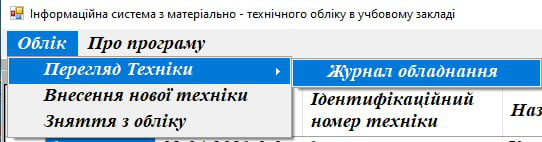 Інформаційна система з матеріально - технічного обліку в учбовому закладі
Облік Про програму
Перегляд Техніки Журнал обладнання
Внесення нової техніки
Зняття з обліку
Ідентифікаційний
номер техніки
Наз